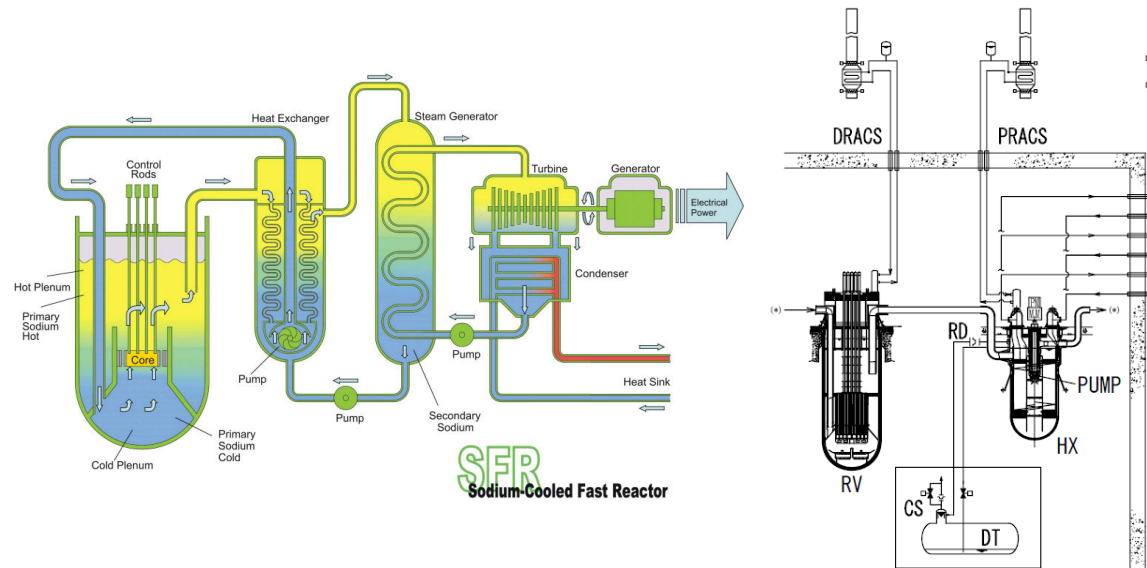 Heat Exchanger
Steam Generator
Control
Rods
Turbine
Generator
Electrical
Power
Condenser
Hot Plenum
Primary
Sodium
Hot
Core
Pump
Pump
Pump
Heat Sink
Secondary
Sodium
Primary
Sodium
Cold
Cold Plenum
SFR
Sodium-Cooled Fast Reactor
DRACS
PRACS
RD
PUMP
HX
RV
CS
DT